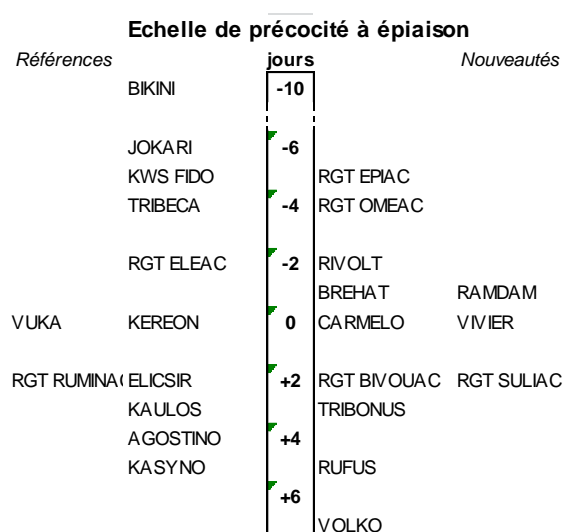 Echelle de précocité à épiaison
Références jours Nouveautés
BIKINI -10
JOKARI -6
KWS FIDO RGT EPIAC
TRIBECA -4 RGT OMEAC
RGT ELEAC -2 RIVOLT
BREHAT RAMDAM
VUKA KEREON 0 CARMELO VIVIER
RGT RUMINA( ELICSIR +2 RGT BIVOUAC RGT SULIAC
KAULOS TRIBONUS
AGOSTINO +4
KASYNO RUFUS
+6
VOLKO